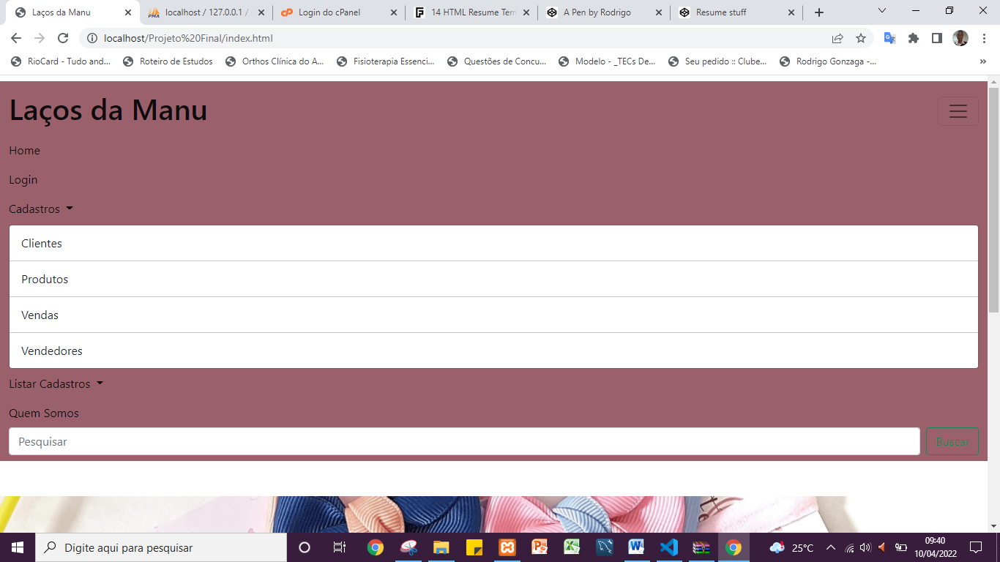 Laços da Manu
localhost / 127.0.0.1 /
Login do cPanel
14 HTML Resume Tem
A Pen by Rodrigo
Resume stuff
localhost/Projeto%20Final/index.html
RioCard - Tudo and...
Roteiro de Estudos
Orthos Clínica do A...
Fisioterapia Essenci...
Questões de Concu...
Modelo - _TECs De...
Seu pedido :: Clube...
Rodrigo Gonzaga -...
»
Laços da Manu
Home
Login
Cadastros
Clientes
Produtos
Vendas
Vendedores
Listar Cadastros
Quem Somos
Pesquisar
Buscar
Digite aqui para pesquisar
25°C
09:40
10/04/2022